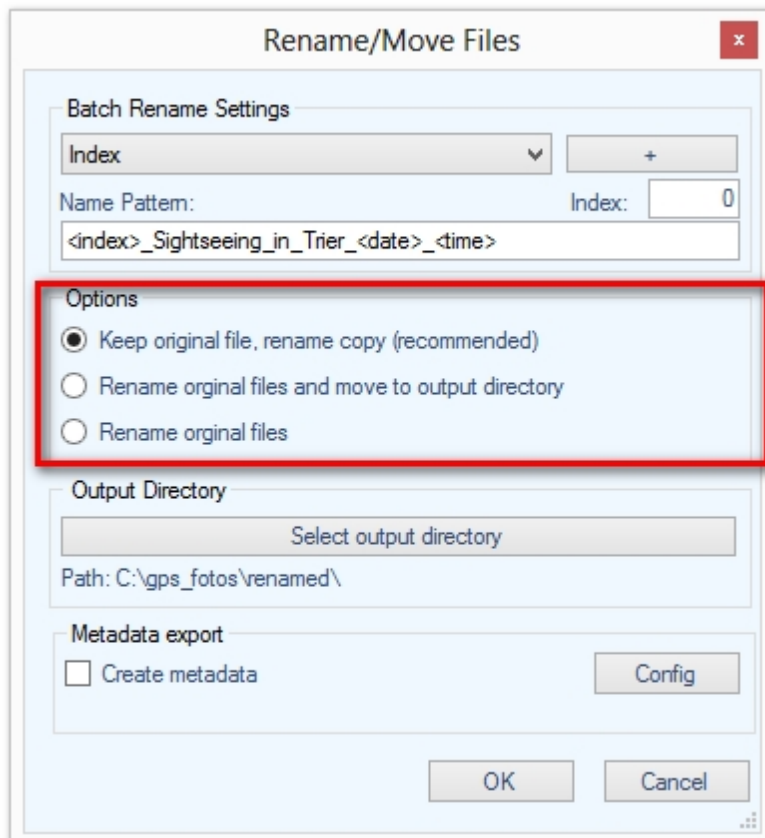 Rename/Move Files
x
Batch Rename Settings
Index
+
Name Pattern:
Index: 0
<index>_Sightseeing_in_Trier_<date>_<time>
Options
Keep original file, rename copy (recommended)
Rename orginal files and move to output directory
Rename orginal files
Output Directory
Select output directory
Path: C:\gps_fotos\renamed\
Metadata export
Create metadata
Config
OK
Cancel